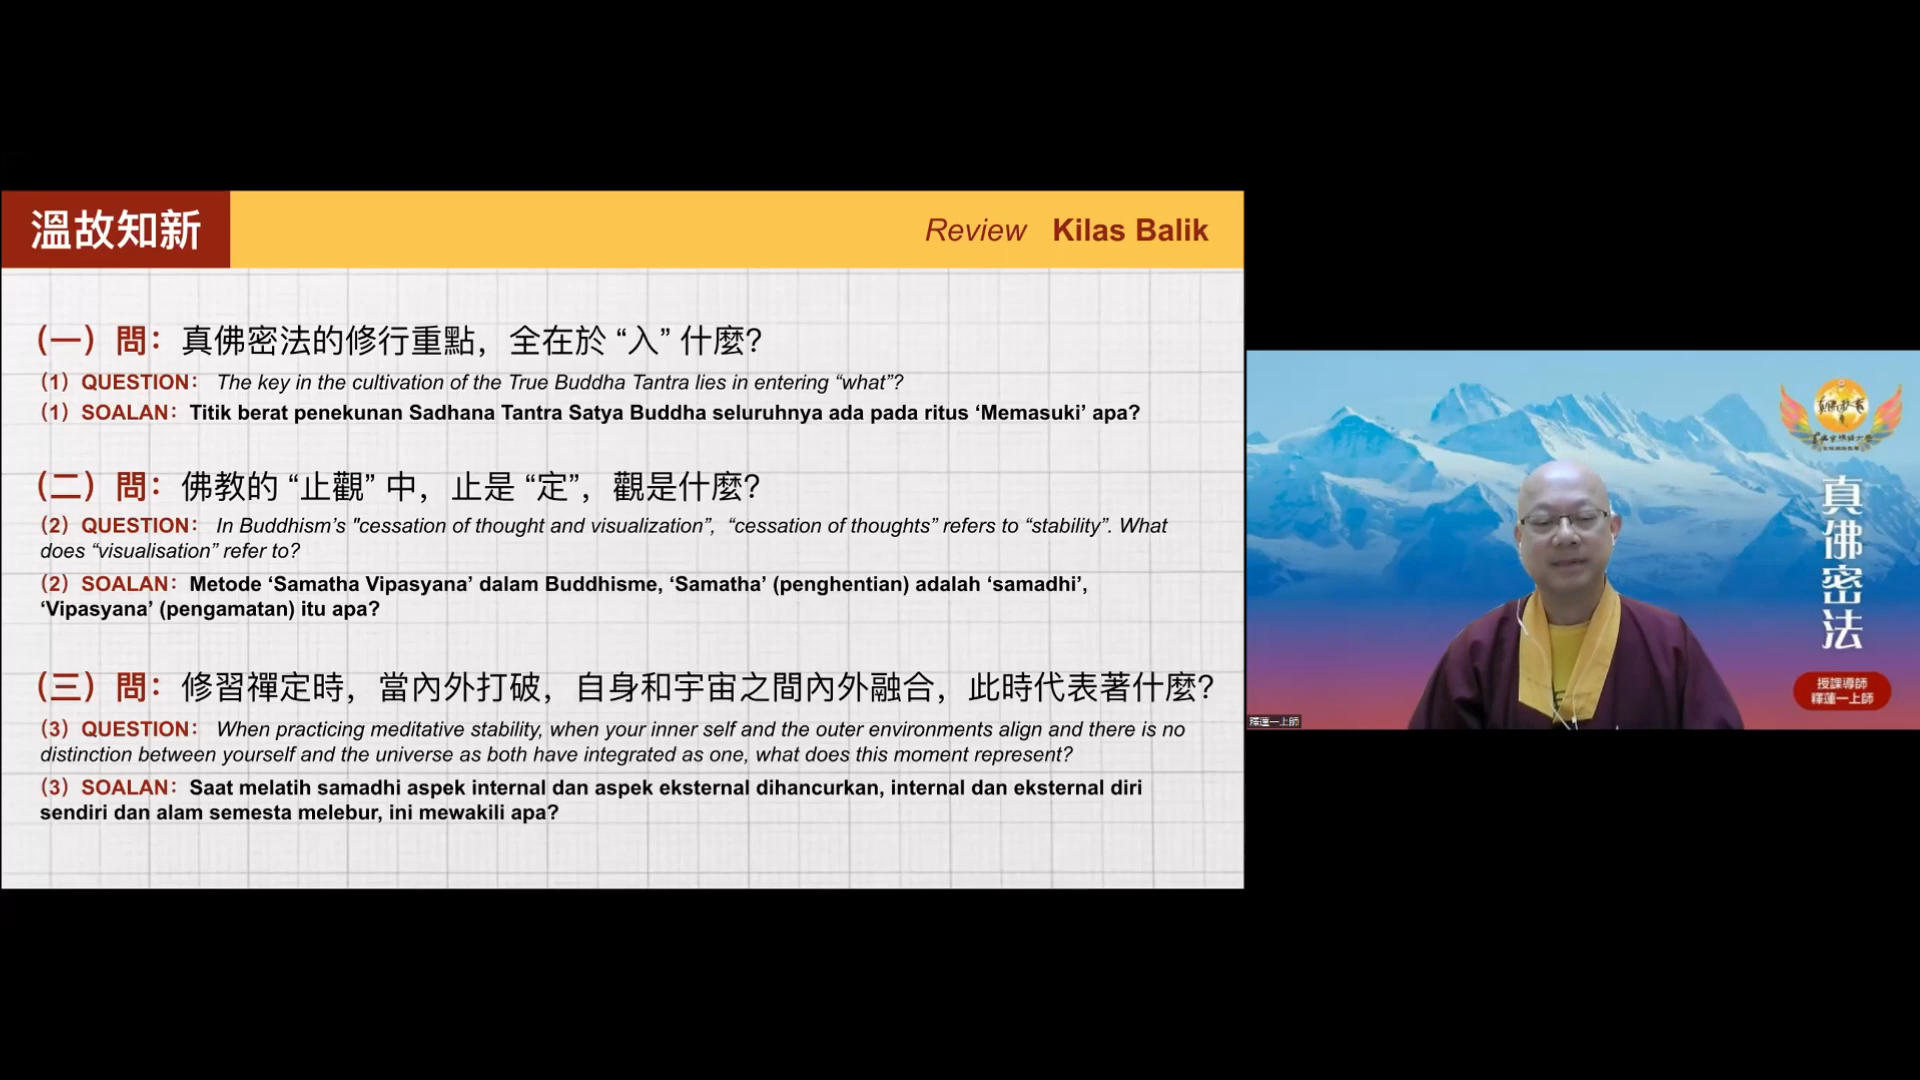 溫故知新
Review Kilas Balik
（一）問：真佛密法的修行重點，全在於 “入” 什麼?
（1）QUESTION： The key in the cultivation of the True Buddha Tantra lies in entering “what”?
（1）SOALAN：Titik berat penekunan Sadhana Tantra Satya Buddha seluruhnya ada pada ritus ‘Memasuki’ apa?
（二）問：佛教的 “止觀” 中，止是 “定”，觀是什麼?
（2）QUESTION： In Buddhism’s "cessation of thought and visualization”, “cessation of thoughts” refers to “stability”. What
does “visualisation” refer to?
（2）SOALAN：Metode ‘Samatha Vipasyana’ dalam Buddhisme, ‘Samatha’ (penghentian) adalah ‘samadhi’,
‘Vipasyana’ (pengamatan) itu apa?
（三）問：修習禪定時，當內外打破，自身和宇宙之間內外融合，此時代表著什麼?
（3）QUESTION： When practicing meditative stability, when your inner self and the outer environments align and there is no
distinction between yourself and the universe as both have integrated as one, what does this moment represent?
（3）SOALAN：Saat melatih samadhi aspek internal dan aspek eksternal dihancurkan, internal dan eksternal diri
sendiri dan alam semesta melebur, ini mewakili apa?
真佛密法
授課導師
釋蓮一上師
釋蓮一上師